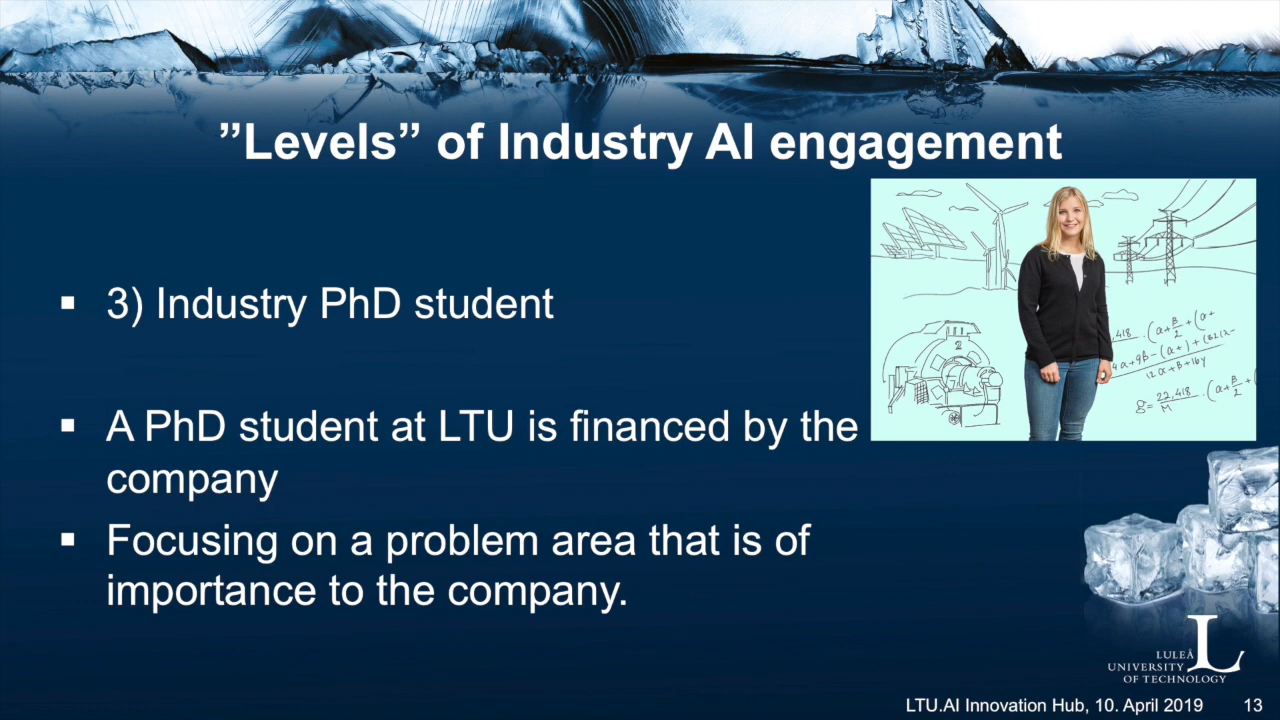 ”Levels” of Industry AI engagement
▪ 3) Industry PhD student
▪ A PhD student at LTU is financed by the
company
▪ Focusing on a problem area that is of
importance to the company.
2
LULEÅ
UNIVERSITY
OF TECHNOLOGY
L
LTU.AI Innovation Hub, 10. April 2019 13